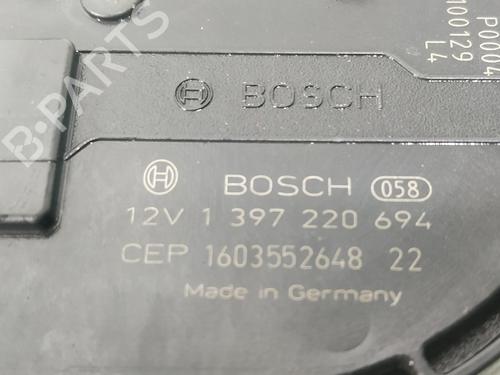 P0004
100129
L4
BOSCH
B-PARTS
BOSCH 058
12V 1 397 220 694
CEP 1603552648 22
Made in Germany